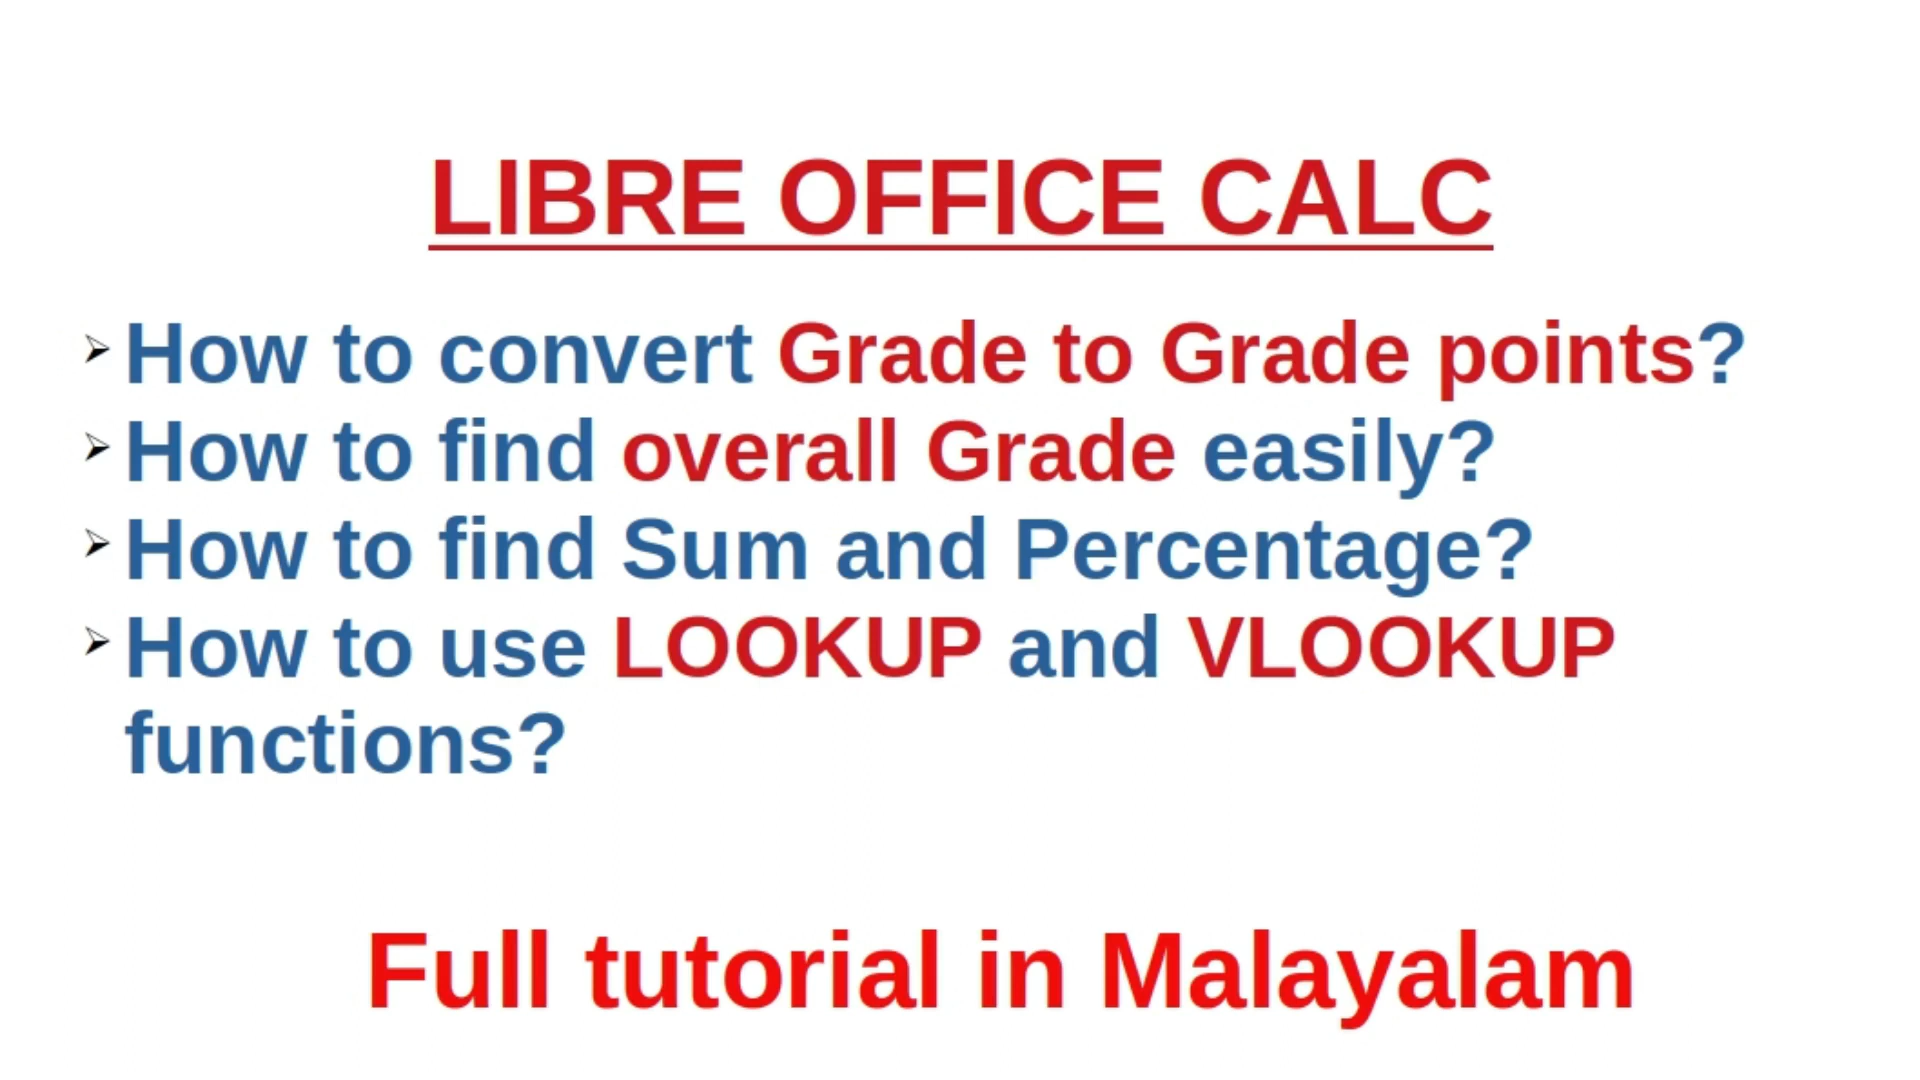 LIBRE OFFICE CALC
➢ How to convert Grade to Grade points?
➢ How to find overall Grade easily?
➢ How to find Sum and Percentage?
➢ How to use LOOKUP and VLOOKUP
functions?
Full tutorial in Malayalam